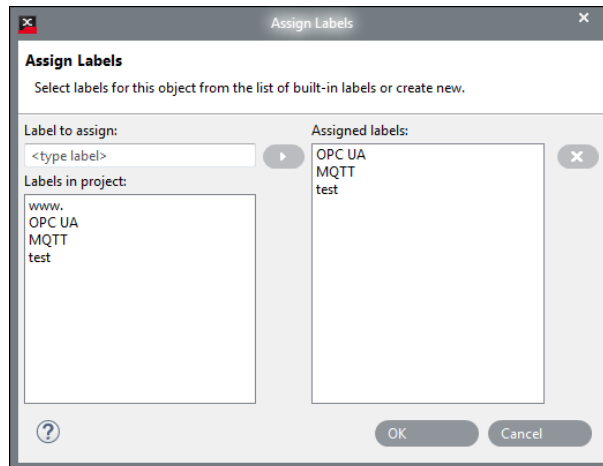 Assign Labels
Assign Labels
Select labels for this object from the list of built-in labels or create new.
Label to assign:
<type label>
Labels in project:
www.
OPC UA
MQTT
test
Assigned labels:
OPC UA
MQTT
test
?
OK
Cancel